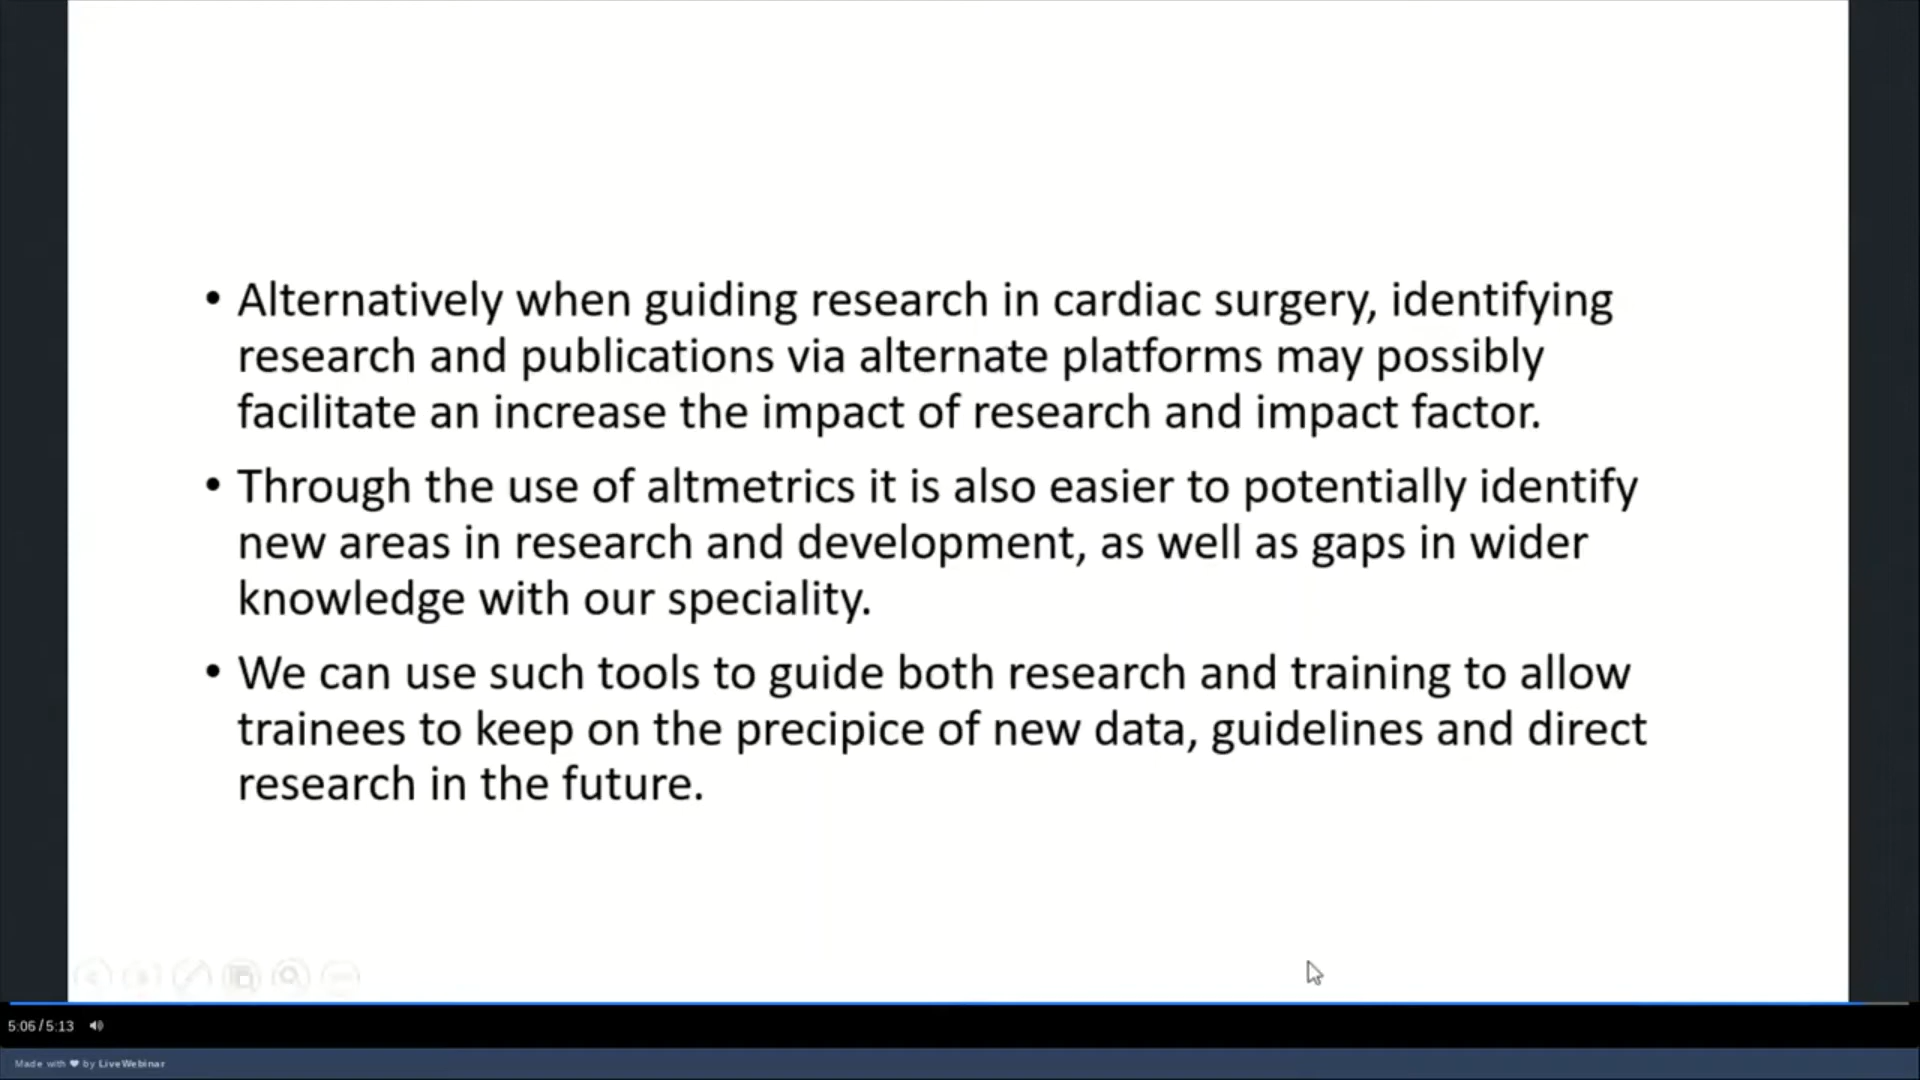 • Alternatively when guiding research in cardiac surgery, identifying
research and publications via alternate platforms may possibly
facilitate an increase the impact of research and impact factor.
• Through the use of altmetrics it is also easier to potentially identify
new areas in research and development, as well as gaps in wider
knowledge with our speciality.
• We can use such tools to guide both research and training to allow
trainees to keep on the precipice of new data, guidelines and direct
research in the future.
5:06 / 5:13
Made with ❤ by LiveWebinar